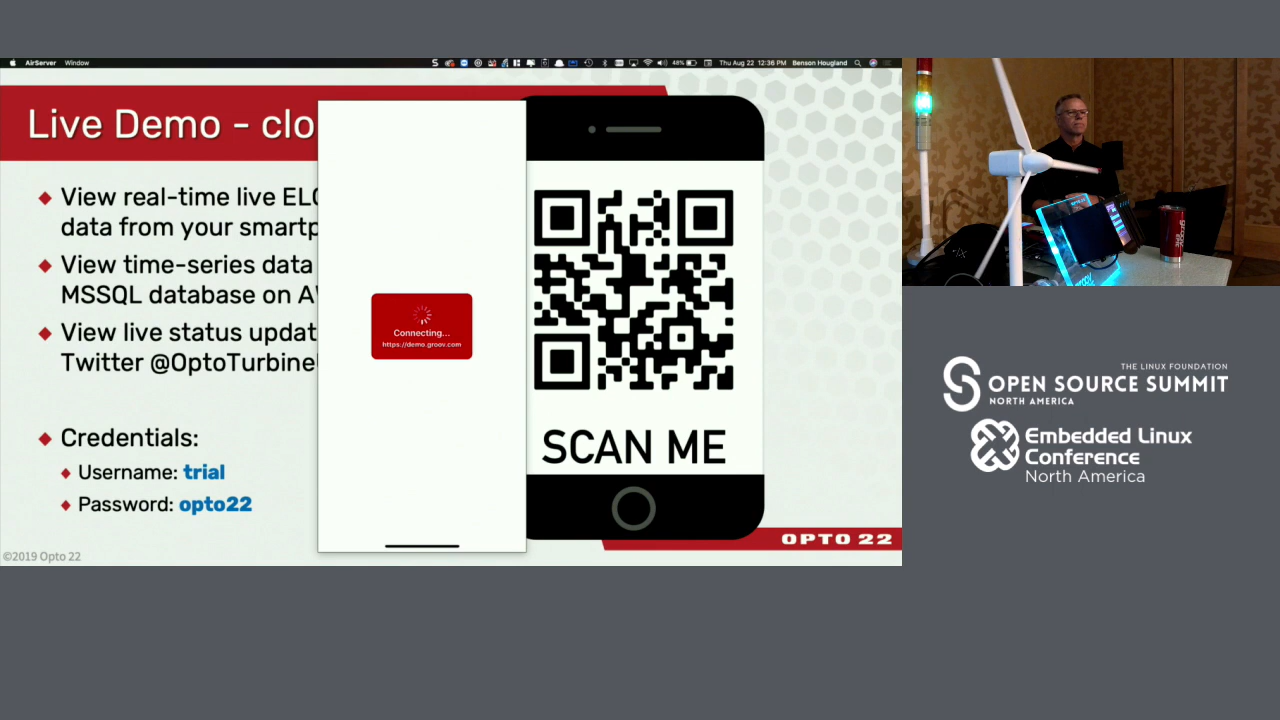 AirServer Window
48% Thu Aug 22 12:36 PM Benson Hougland
Live Demo - clo
View real-time live ELC
data from your smartp
View time-series data
MSSQL database on A
View live status updat
Twitter @OptoTurbine
Credentials:
Username: trial
Password: opto22
©2019 Opto 22
Connecting...
https://demo.groov.com
SCAN ME
OPTO 22
THE LINUX FOUNDATION
OPEN SOURCE SUMMIT
NORTH AMERICA
Embedded Linux
Conference
North America